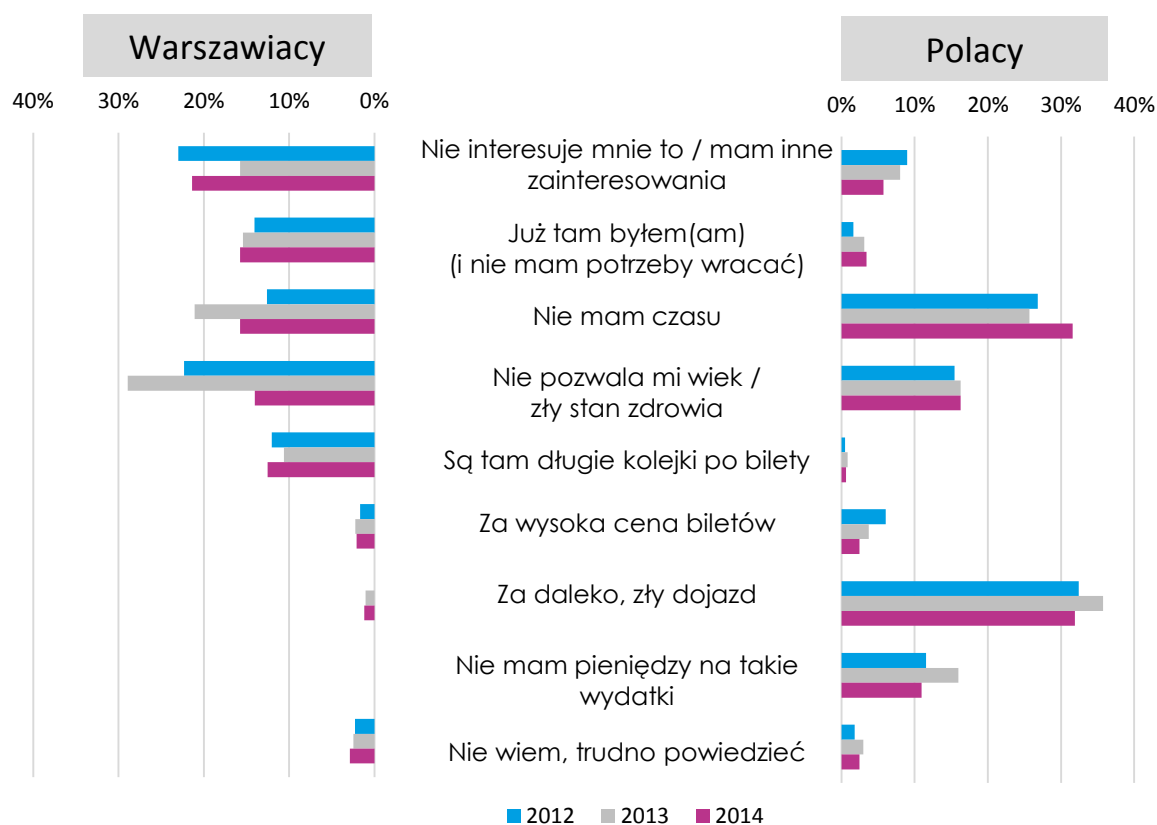 Warszawiacy
Polacy
40% 30% 20% 10% 0%
0% 10% 20% 30% 40%
Nie interesuje mnie to / mam inne
zainteresowania
Już tam byłem(am)
(i nie mam potrzeby wracać)
Nie mam czasu
Nie pozwala mi wiek /
zły stan zdrowia
Są tam długie kolejki po bilety
Za wysoka cena biletów
Za daleko, zły dojazd
Nie mam pieniędzy na takie
wydatki
Nie wiem, trudno powiedzieć
2012 2013 2014